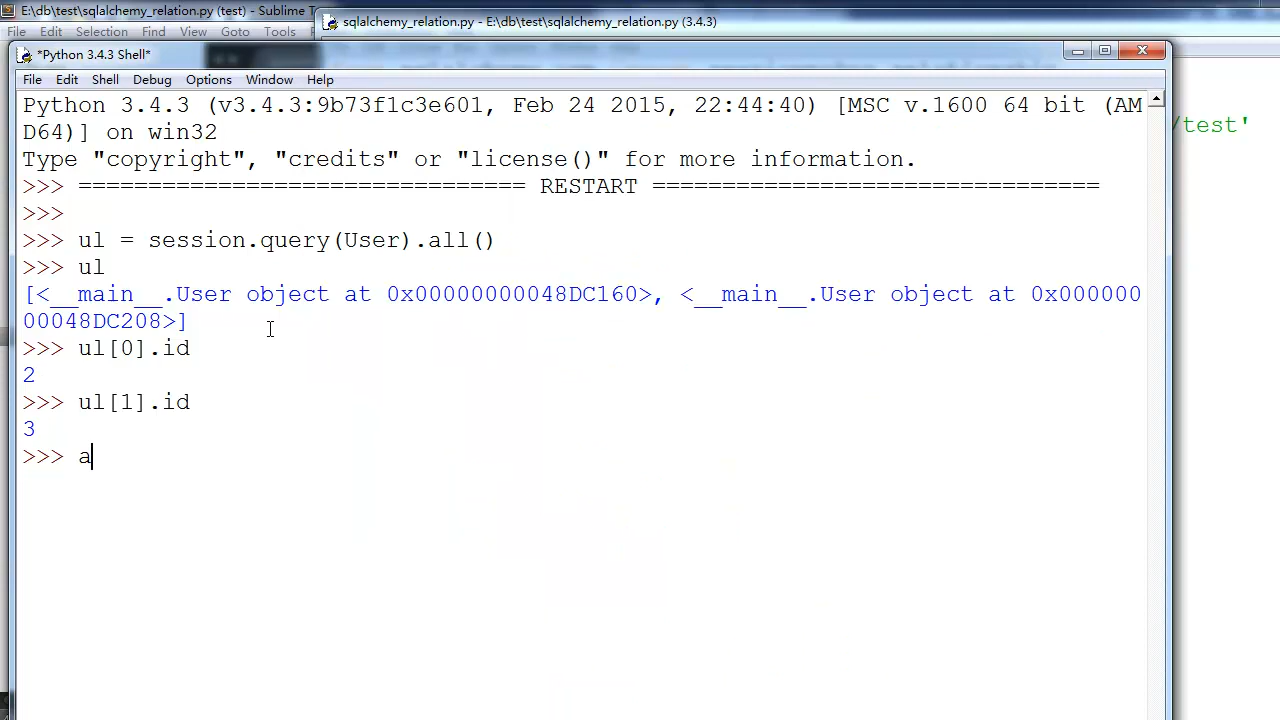 E:\db\test\sqlalchemy_relation.py (test) - Sublime T
sqlalchemy_relation.py - E:\db\test\sqlalchemy_relation.py (3.4.3)
File Edit Selection Find View Goto Tools
*Python 3.4.3 Shell*
File Edit Shell Debug Options Window Help
Python 3.4.3 (v3.4.3:9b73f1c3e601, Feb 24 2015, 22:44:40) [MSC v.1600 64 bit (AM
D64)] on win32
/test'
Type "copyright", "credits" or "license()" for more information.
>>> ================================ RESTART ================================
>>>
>>> ul = session.query(User).all()
>>> ul
[<__main__.User object at 0x00000000048DC160>, <__main__.User object at 0x000000
00048DC208>]
>>> ul[0].id
2
>>> ul[1].id
3
>>> a